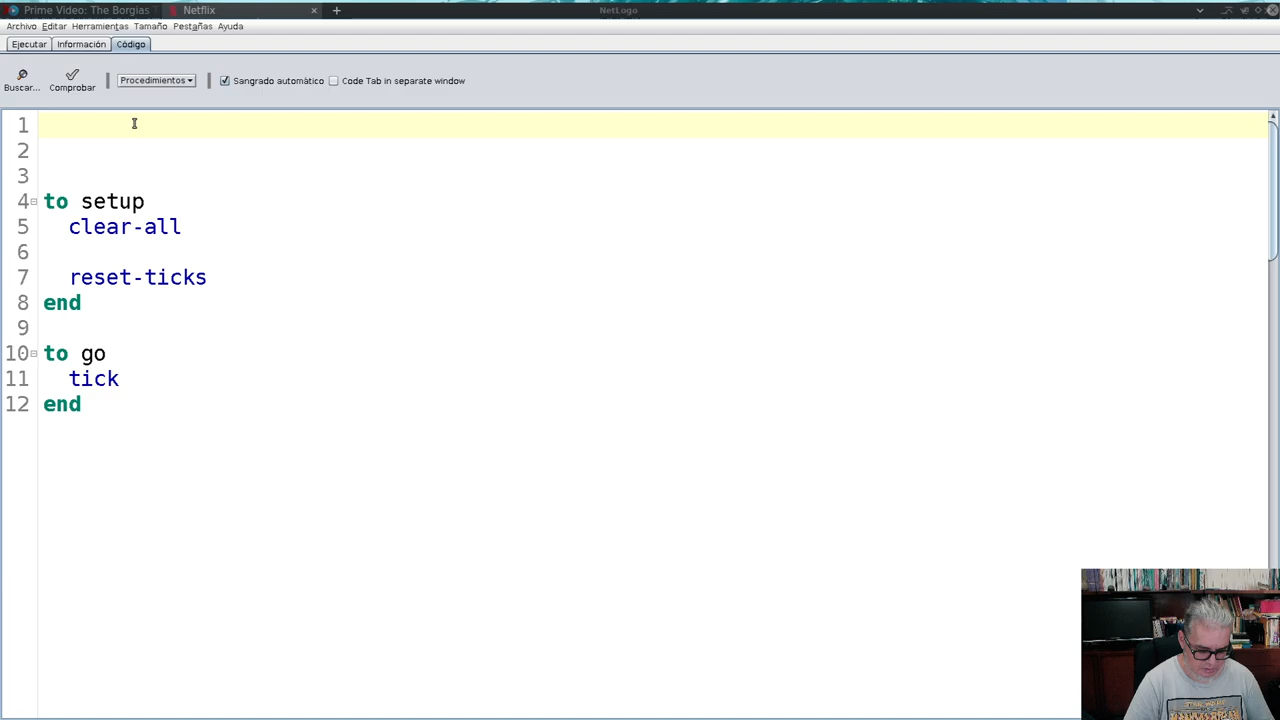 Prime Video: The Borgias
Netflix
NetLogo
Archivo Editar Herramientas Tamaño Pestañas Ayuda
Ejecutar Información Código
Buscar... Comprobar Procedimientos Sangrado automático Code Tab in separate window
1
2
3
4 to setup
5 clear-all
6
7 reset-ticks
8 end
9
10 to go
11 tick
12 end